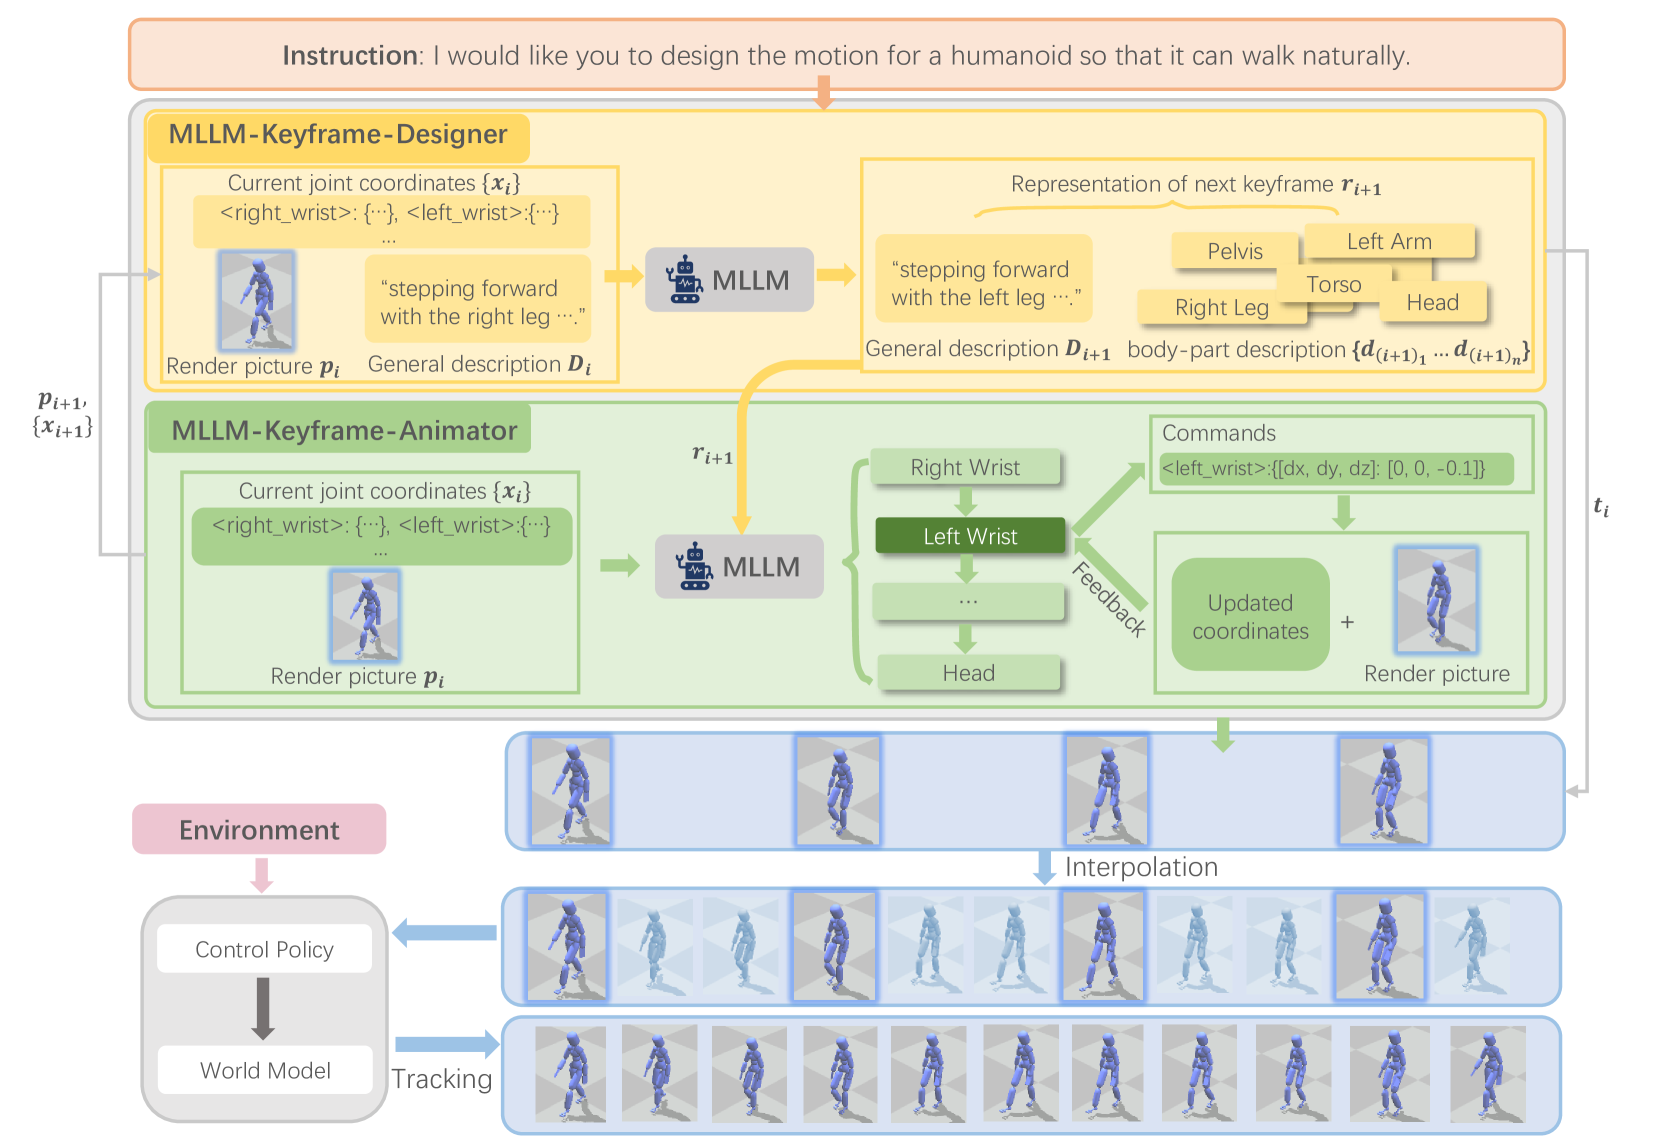 Instruction: I would like you to design the motion for a humanoid so that it can walk naturally.
MLLM-Keyframe-Designer
Current joint coordinates {x_i}
<right_wrist>: {···}, <left_wrist>:{···}
...
“stepping forward
with the right leg ···.”
Render picture p_i
General description D_i
MLLM
Representation of next keyframe r_{i+1}
“stepping forward
with the left leg ···.”
Pelvis
Left Arm
Torso
Right Leg
Head
General description D_{i+1}
body-part description {d_{(i+1)_1} ... d_{(i+1)_n}}
p_{i+1},
{x_{i+1}}
t_i
MLLM-Keyframe-Animator
r_{i+1}
Current joint coordinates {x_i}
<right_wrist>: {···}, <left_wrist>:{···}
...
Render picture p_i
MLLM
Right Wrist
Left Wrist
...
Head
Feedback
Commands
<left_wrist>:{[dx, dy, dz]: [0, 0, -0.1]}
Updated
coordinates
+
Render picture
Interpolation
Environment
Control Policy
World Model
Tracking